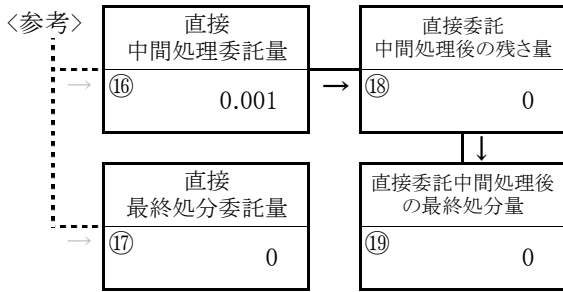 〈参考〉
直接
中間処理委託量
⑯
0.001
→
→
直接委託
中間処理後の残さ量
⑱
0
↓
直接
最終処分委託量
⑰
0
→
直接委託中間処理後
の最終処分量
⑲
0